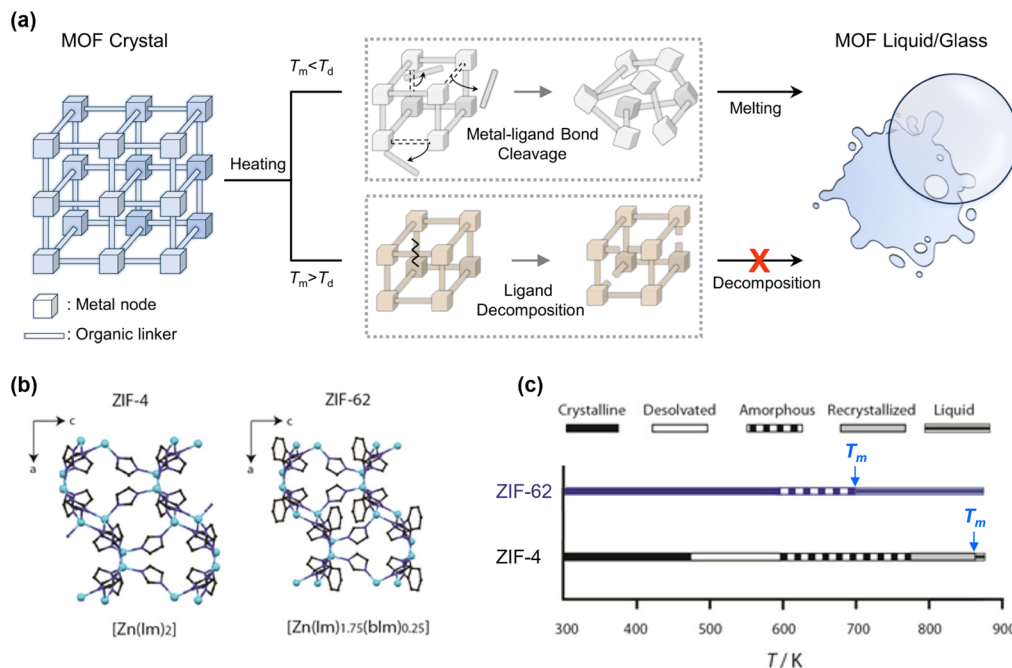 (a)
MOF Crystal
MOF Liquid/Glass
Tm<Td
Heating
Metal-ligand Bond
Cleavage
Melting
Tm>Td
Ligand
Decomposition
X
Decomposition
: Metal node
: Organic linker
(b)
ZIF-4
ZIF-62
c
a
c
a
[Zn(Im)2]
[Zn(Im)1.75(bIm)0.25]
(c)
Crystalline
Desolvated
Amorphous
Recrystallized
Liquid
Tm
ZIF-62
Tm
ZIF-4
300 400 500 600 700 800 900
T / K